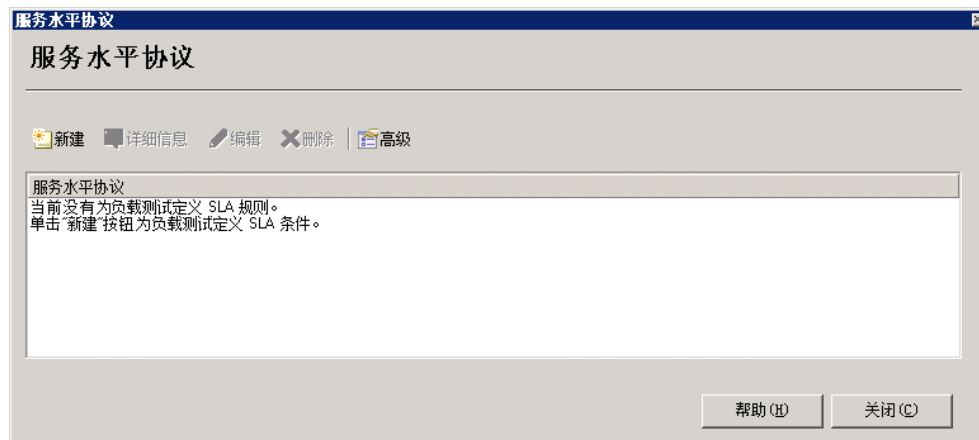 服务水平协议
服务水平协议
新建 详细信息 编辑 删除 高级
服务水平协议
当前没有为负载测试定义 SLA 规则。
单击"新建"按钮为负载测试定义 SLA 条件。
帮助(H) 关闭(C)